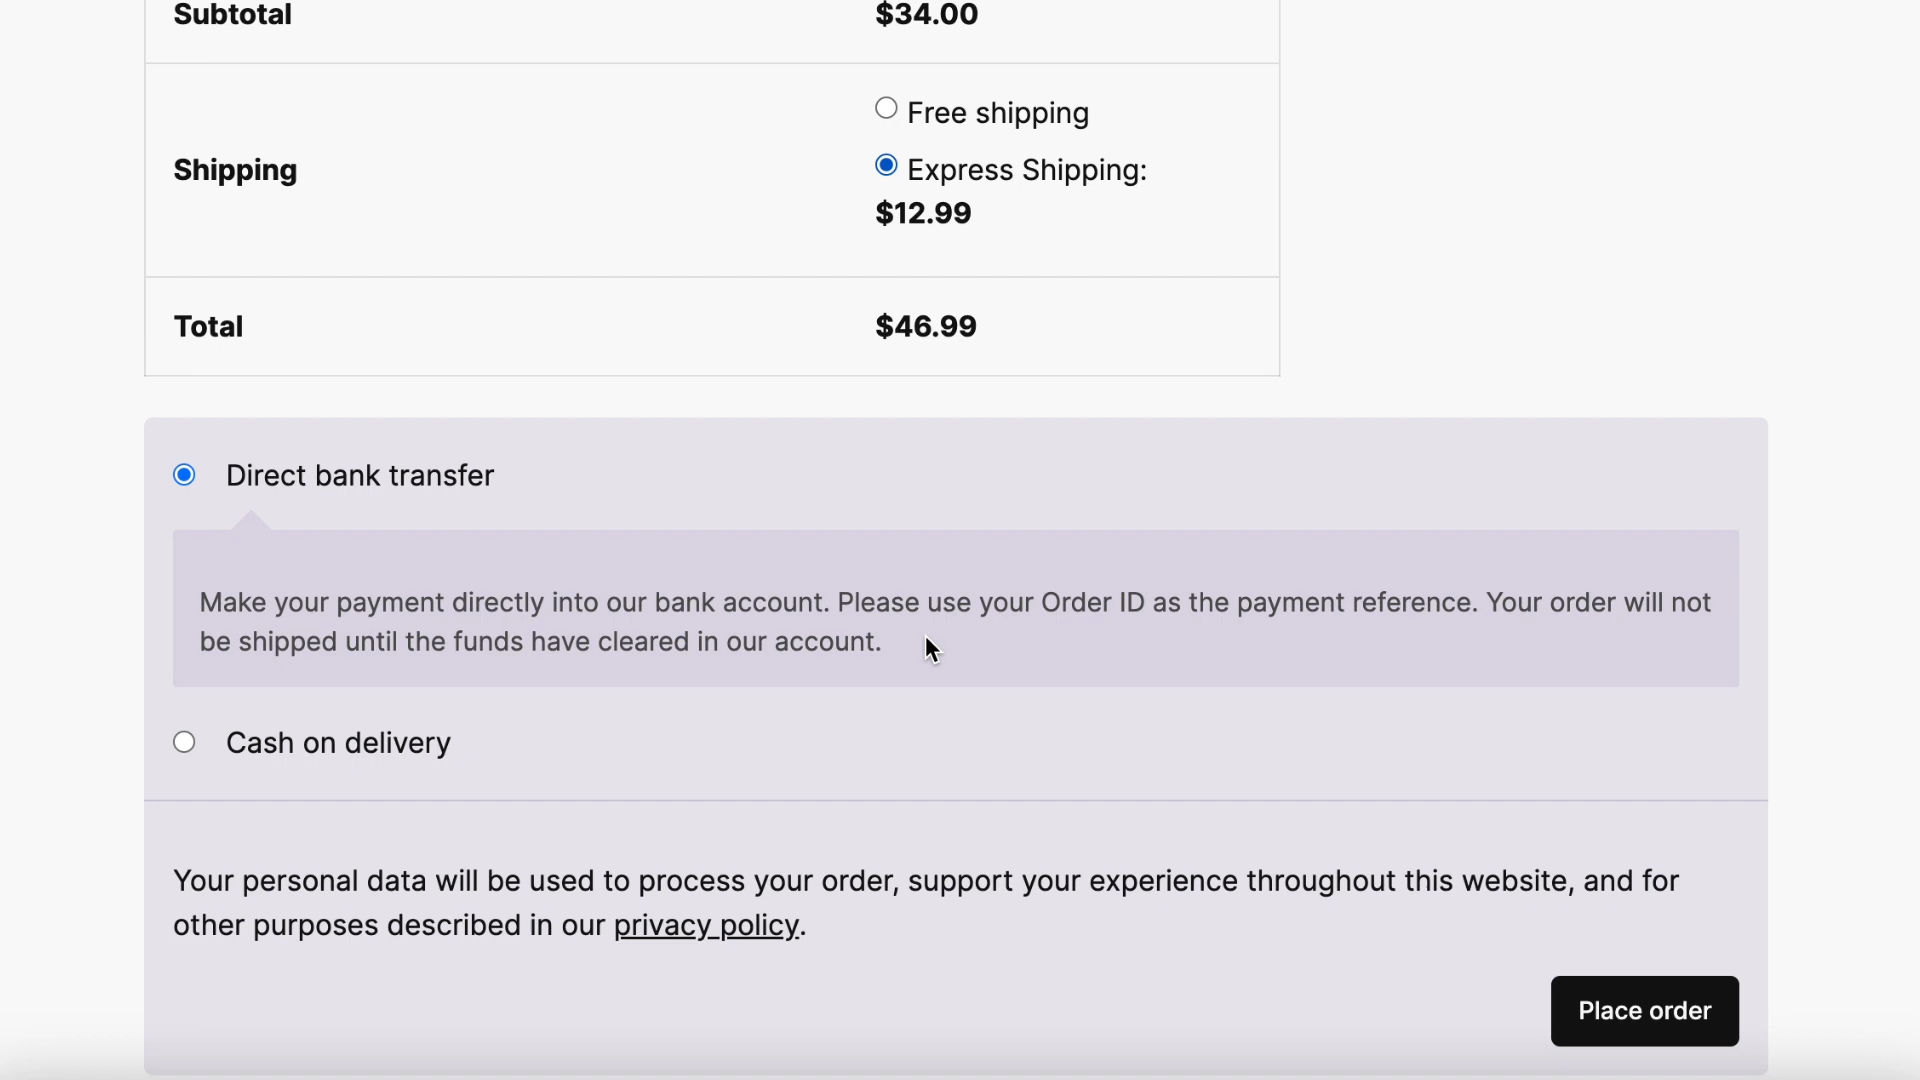 Subtotal $34.00
Free shipping
Shipping
Express Shipping:
$12.99
Total $46.99
Direct bank transfer
Make your payment directly into our bank account. Please use your Order ID as the payment reference. Your order will not
be shipped until the funds have cleared in our account.
Cash on delivery
Your personal data will be used to process your order, support your experience throughout this website, and for
other purposes described in our privacy policy.
Place order